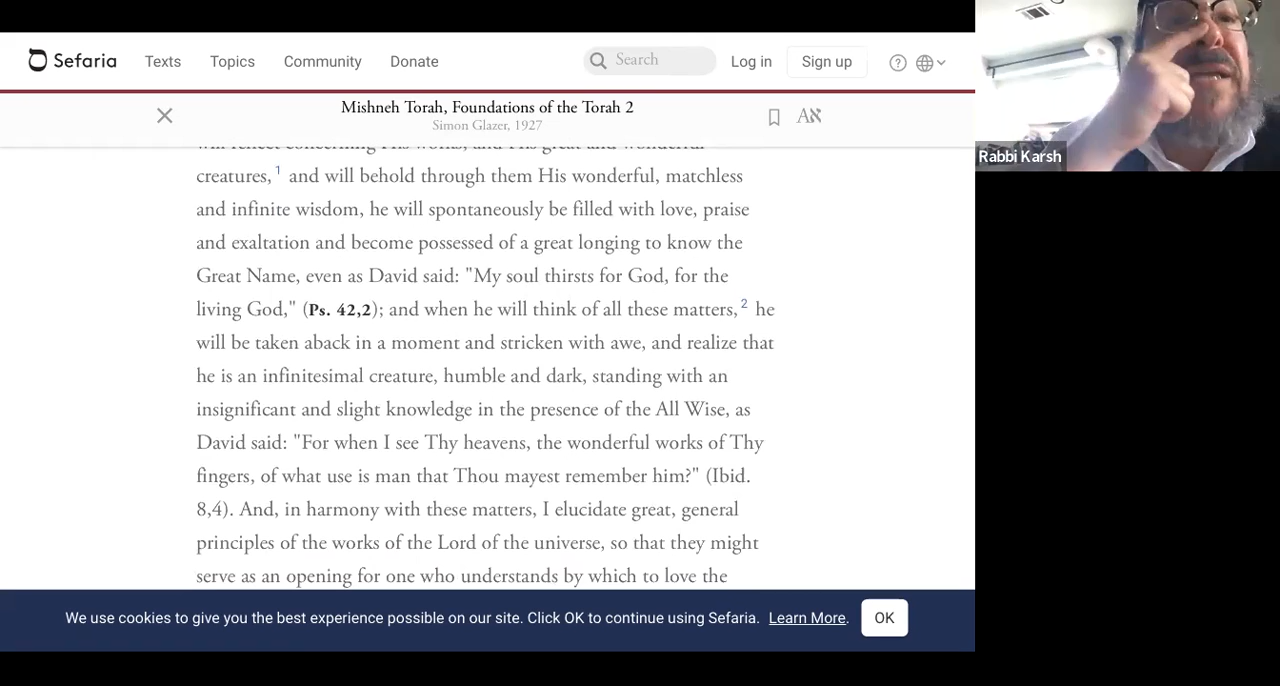 Sefaria Texts Topics Community Donate Search Log in Sign up
Mishneh Torah, Foundations of the Torah 2
Simon Glazer, 1927
will reflect concerning His works, and His great and wonderful
creatures,1 and will behold through them His wonderful, matchless
and infinite wisdom, he will spontaneously be filled with love, praise
and exaltation and become possessed of a great longing to know the
Great Name, even as David said: "My soul thirsts for God, for the
living God," (Ps. 42,2); and when he will think of all these matters,2 he
will be taken aback in a moment and stricken with awe, and realize that
he is an infinitesimal creature, humble and dark, standing with an
insignificant and slight knowledge in the presence of the All Wise, as
David said: "For when I see Thy heavens, the wonderful works of Thy
fingers, of what use is man that Thou mayest remember him?" (Ibid.
8,4). And, in harmony with these matters, I elucidate great, general
principles of the works of the Lord of the universe, so that they might
serve as an opening for one who understands by which to love the
We use cookies to give you the best experience possible on our site. Click OK to continue using Sefaria. Learn More. OK
Rabbi Karsh